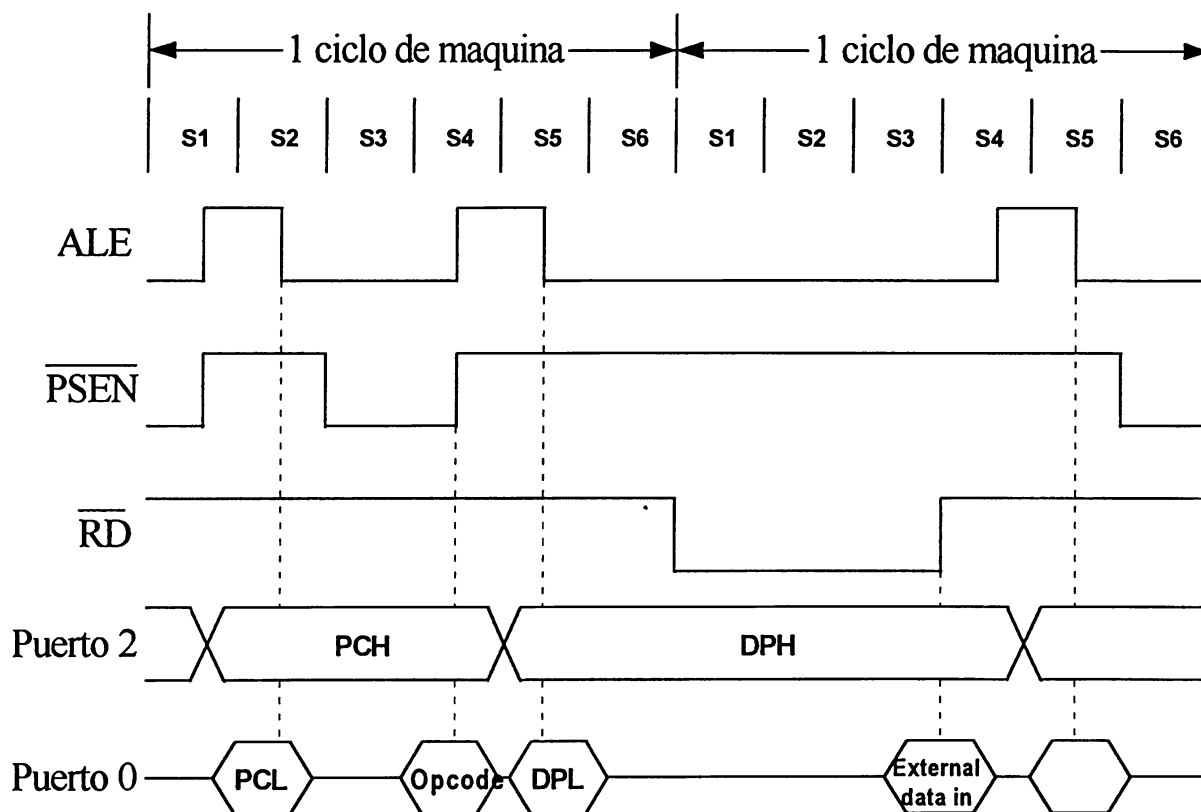 1 ciclo de maquina 1 ciclo de maquina
S1 S2 S3 S4 S5 S6 S1 S2 S3 S4 S5 S6
ALE
PSEN
RD
Puerto 2 PCH DPH
Puerto 0 PCL Opcode DPL External
data in